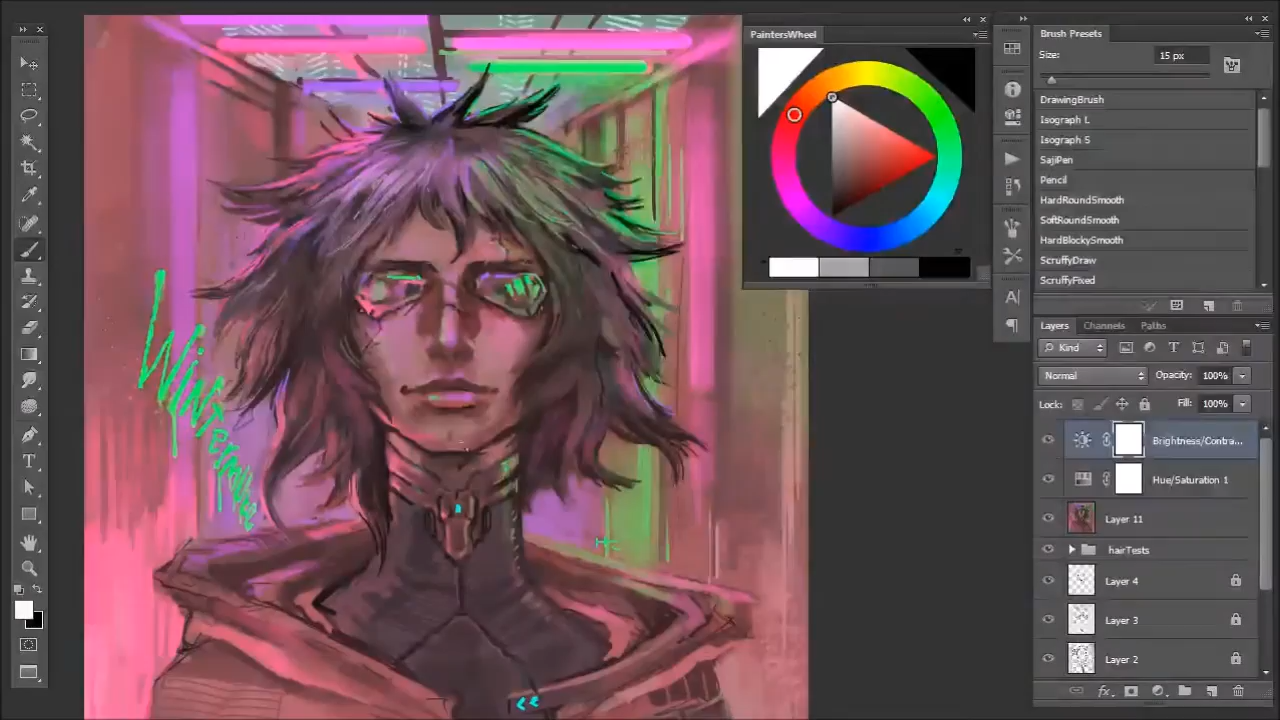 PaintersWheel
Brush Presets
Size:
15 px
DrawingBrush
Isograph L
Isograph S
SajiPen
Pencil
HardRoundSmooth
SoftRoundSmooth
HardBlockySmooth
ScruffyDraw
ScruffyFixed
Layers
Channels
Paths
Kind
Normal
Opacity: 100%
Lock:
Fill: 100%
Brightness/Contra...
Hue/Saturation 1
Layer 11
hairTests
Layer 4
Layer 3
Layer 2